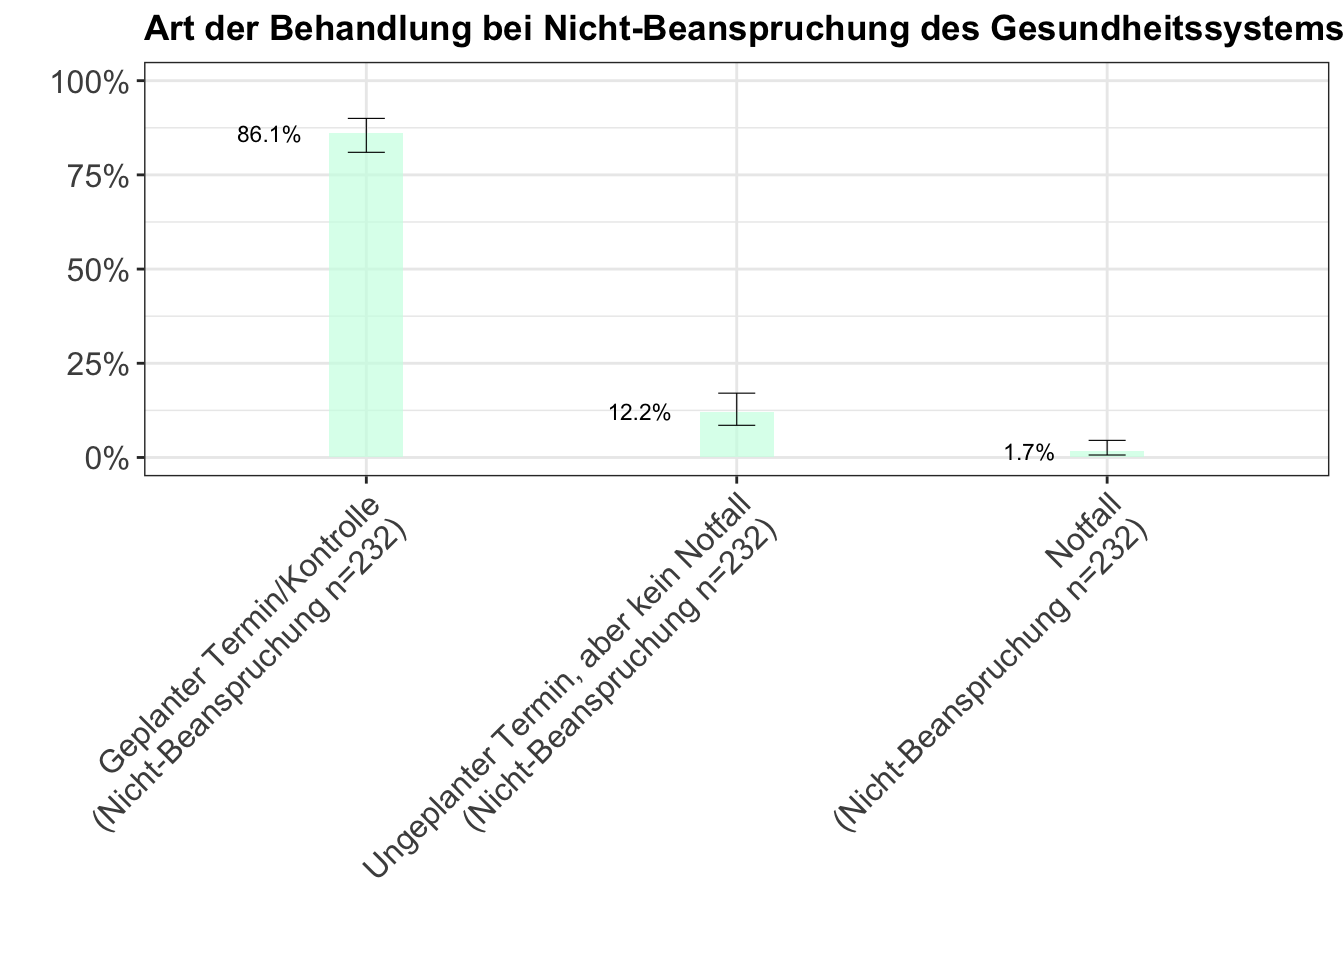 Art der Behandlung bei Nicht-Beanspruchung des Gesundheitssystems
100%
75%
50%
25%
0%
86.1%
12.2%
1.7%
Geplanter Termin/Kontrolle
(Nicht-Beanspruchung n=232)
Ungeplanter Termin, aber kein Notfall
(Nicht-Beanspruchung n=232)
Notfall
(Nicht-Beanspruchung n=232)